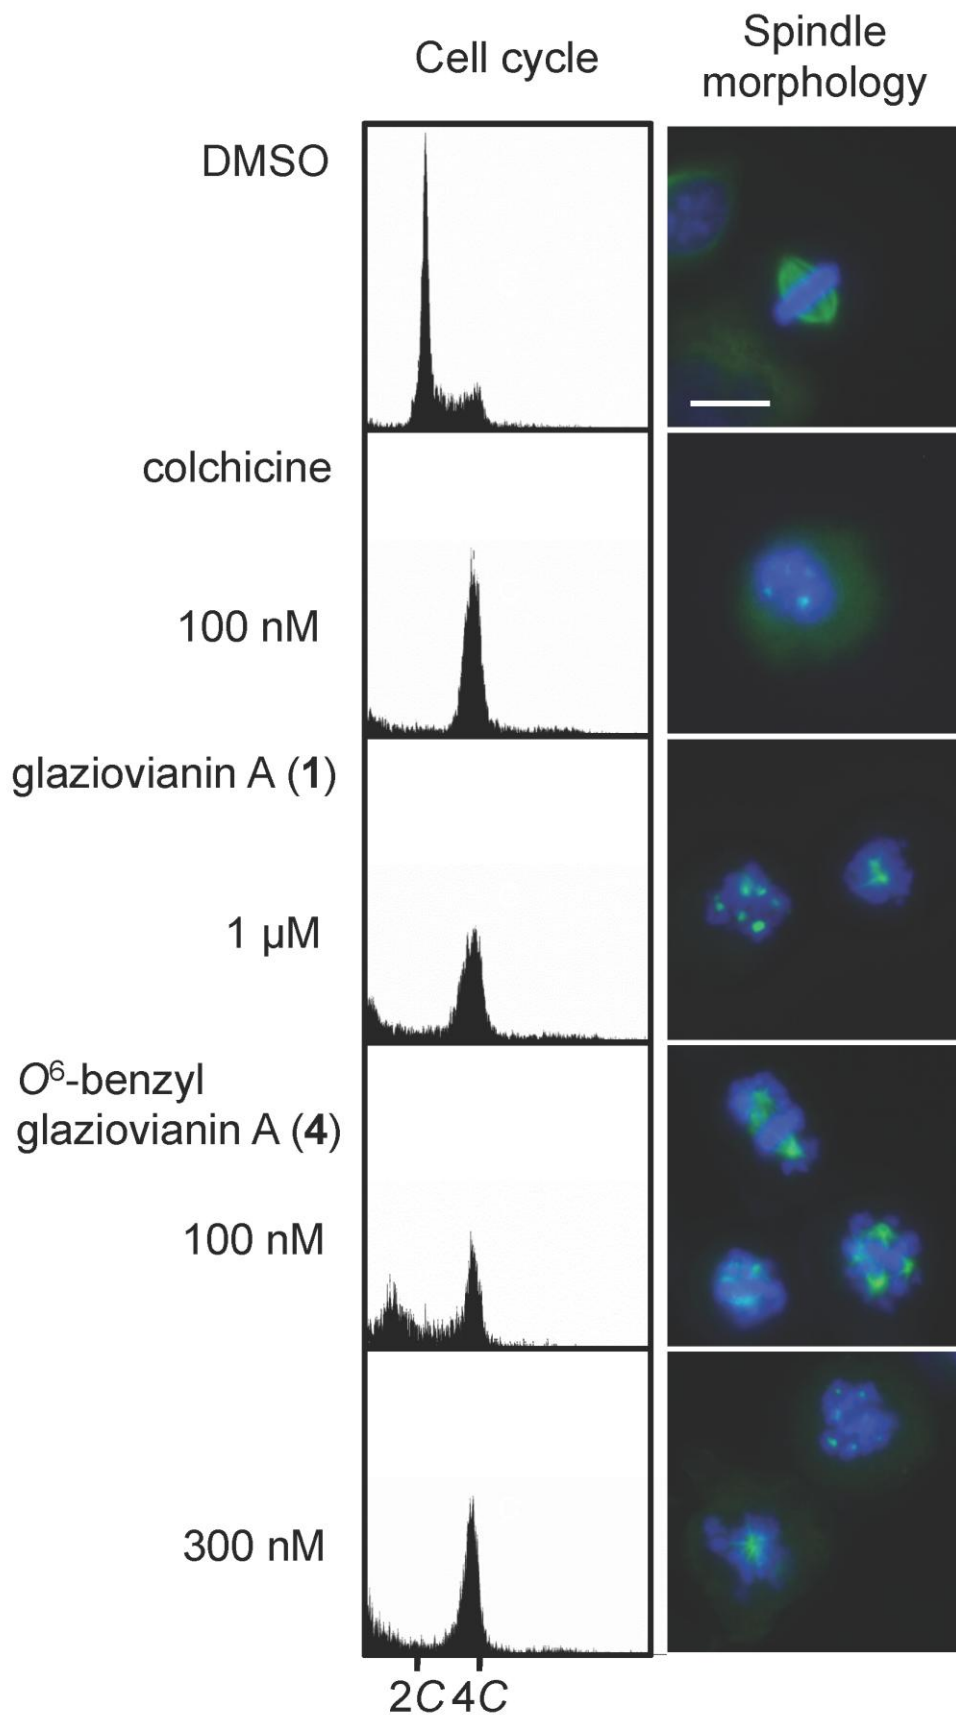 Cell cycle
Spindle
morphology
DMSO
colchicine
100 nM
glaziovianin A (1)
1 µM
O⁶-benzyl
glaziovianin A (4)
100 nM
300 nM
2C 4C